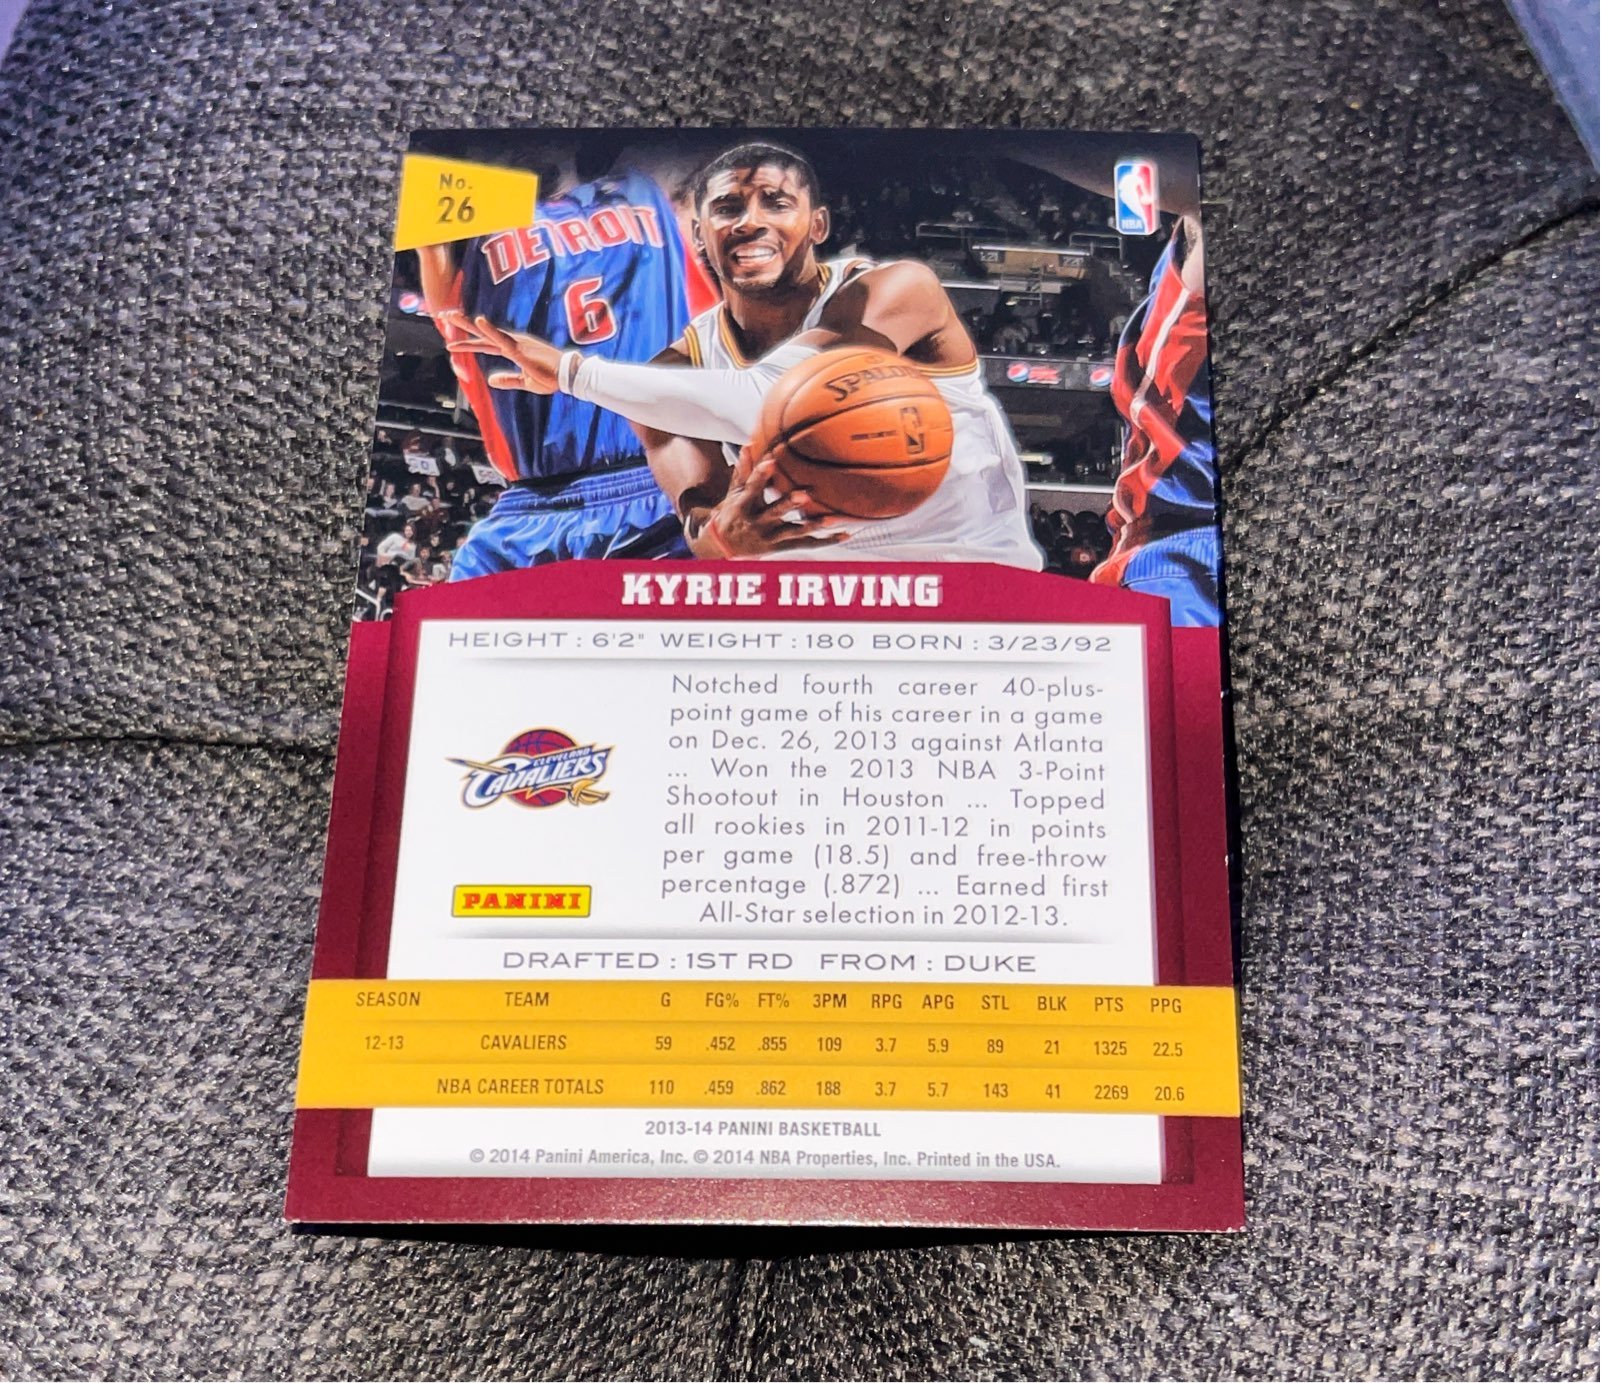 No.
26
DETROIT
6
NBA
SPALDING
KYRIE IRVING
HEIGHT : 6'2" WEIGHT : 180 BORN : 3/23/92
Notched fourth career 40-plus-
point game of his career in a game
on Dec. 26, 2013 against Atlanta
... Won the 2013 NBA 3-Point
Shootout in Houston ... Topped
all rookies in 2011-12 in points
per game (18.5) and free-throw
percentage (.872) ... Earned first
All-Star selection in 2012-13.
CLEVELAND
CAVALIERS
PANINI
DRAFTED : 1ST RD FROM : DUKE
SEASON TEAM G FG% FT% 3PM RPG APG STL BLK PTS PPG
12-13 CAVALIERS 59 .452 .855 109 3.7 5.9 89 21 1325 22.5
NBA CAREER TOTALS 110 .459 .862 188 3.7 5.7 143 41 2269 20.6
2013-14 PANINI BASKETBALL
© 2014 Panini America, Inc. © 2014 NBA Properties, Inc. Printed in the USA.